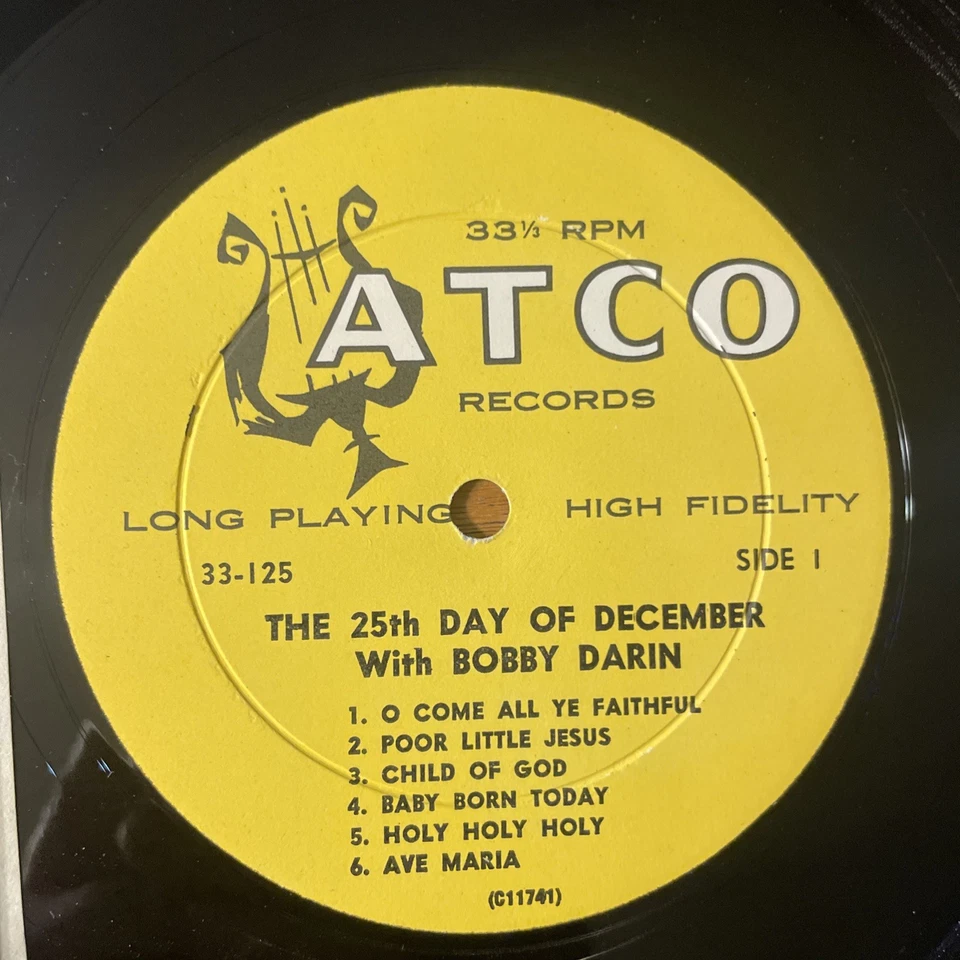 33⅓ RPM
ATCO
RECORDS
LONG PLAYING HIGH FIDELITY
33-125 SIDE 1
THE 25th DAY OF DECEMBER
With BOBBY DARIN
1. O COME ALL YE FAITHFUL
2. POOR LITTLE JESUS
3. CHILD OF GOD
4. BABY BORN TODAY
5. HOLY HOLY HOLY
6. AVE MARIA
(C11741)